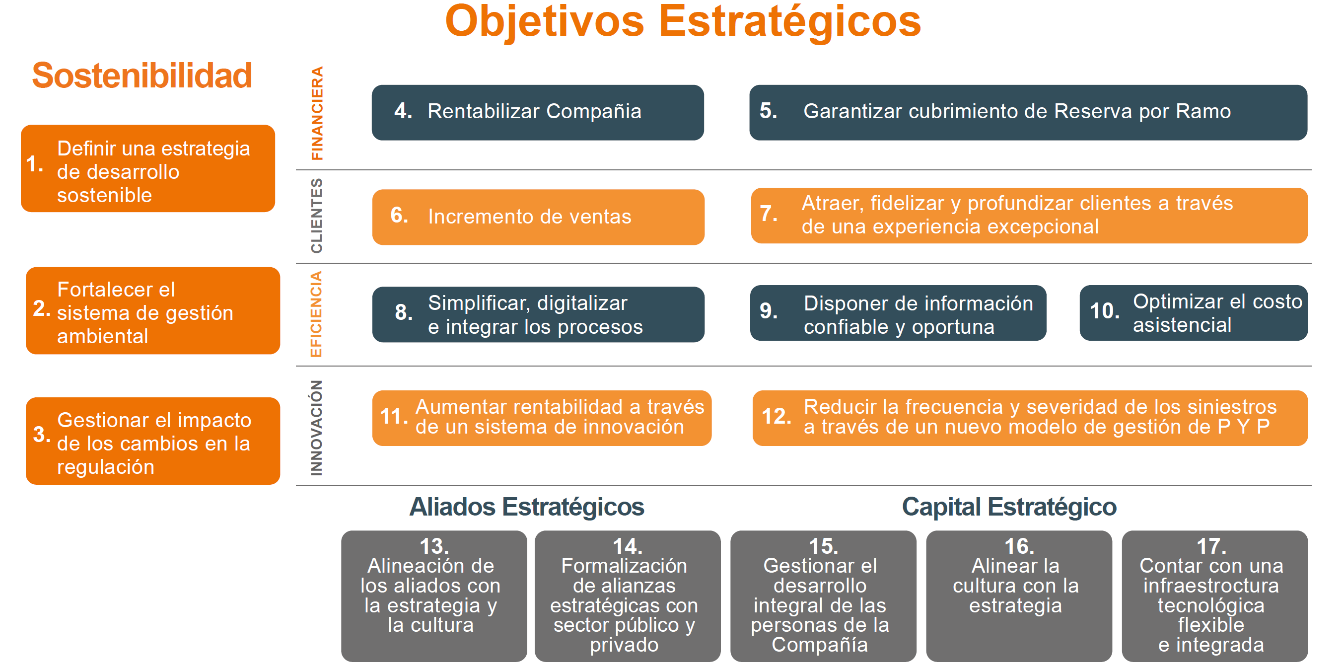 Objetivos Estratégicos
Sostenibilidad
1. Definir una estrategia
de desarrollo
sostenible
2. Fortalecer el
sistema de gestión
ambiental
3. Gestionar el impacto
de los cambios en la
regulación
FINANCIERA
4. Rentabilizar Compañia
5. Garantizar cubrimiento de Reserva por Ramo
CLIENTES
6. Incremento de ventas
7. Atraer, fidelizar y profundizar clientes a través
de una experiencia excepcional
EFICIENCIA
8. Simplificar, digitalizar
e integrar los procesos
9. Disponer de información
confiable y oportuna
10. Optimizar el costo
asistencial
INNOVACIÓN
11. Aumentar rentabilidad a través
de un sistema de innovación
12. Reducir la frecuencia y severidad de los siniestros
a través de un nuevo modelo de gestión de P Y P
Aliados Estratégicos
13.
Alineación de
los aliados con
la estrategia y
la cultura
14.
Formalización
de alianzas
estratégicas con
sector público y
privado
Capital Estratégico
15.
Gestionar el
desarrollo
integral de las
personas de la
Compañía
16.
Alinear la
cultura con la
estrategia
17.
Contar con una
infraestroctura
tecnológica
flexible
e integrada